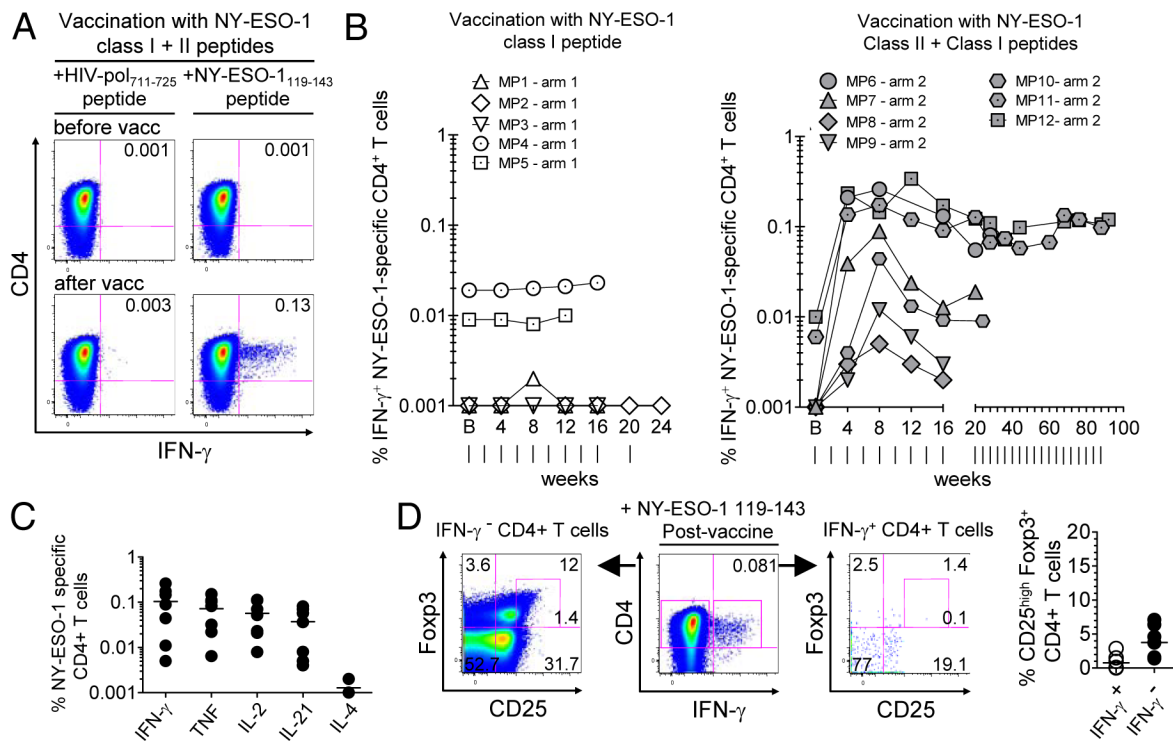 A
Vaccination with NY-ESO-1
class I + II peptides
+HIV-pol711-725 +NY-ESO-1119-143
peptide peptide
before vacc
0.001 0.001
after vacc
0.003 0.13
CD4
0 0
0 0
IFN-γ
B
Vaccination with NY-ESO-1
class I peptide
MP1 - arm 1
MP2 - arm 1
MP3 - arm 1
MP4 - arm 1
MP5 - arm 1
% IFN-γ+ NY-ESO-1-specific CD4+ T cells
1
0.1
0.01
0.001
B 4 8 12 16 20 24
weeks
Vaccination with NY-ESO-1
Class II + Class I peptides
MP6 - arm 2 MP10- arm 2
MP7 - arm 2 MP11- arm 2
MP8 - arm 2 MP12- arm 2
MP9 - arm 2
% IFN-γ+ NY-ESO-1-specific CD4+ T cells
1
0.1
0.01
0.001
B 4 8 12 16 20 40 60 80 100
weeks
C
% NY-ESO-1 specific
CD4+ T cells
1
0.1
0.01
0.001
IFN-γ TNF IL-2 IL-21 IL-4
D
+ NY-ESO-1 119-143
IFN-γ - CD4+ T cells Post-vaccine IFN-γ+ CD4+ T cells
3.6 12
1.4
52.7 31.7
Foxp3
CD25
0.081
CD4
IFN-γ
2.5 1.4
0.1
77 19.1
Foxp3
CD25
% CD25high Foxp3+
CD4+ T cells
20
15
10
5
0
IFN-γ + IFN-γ -